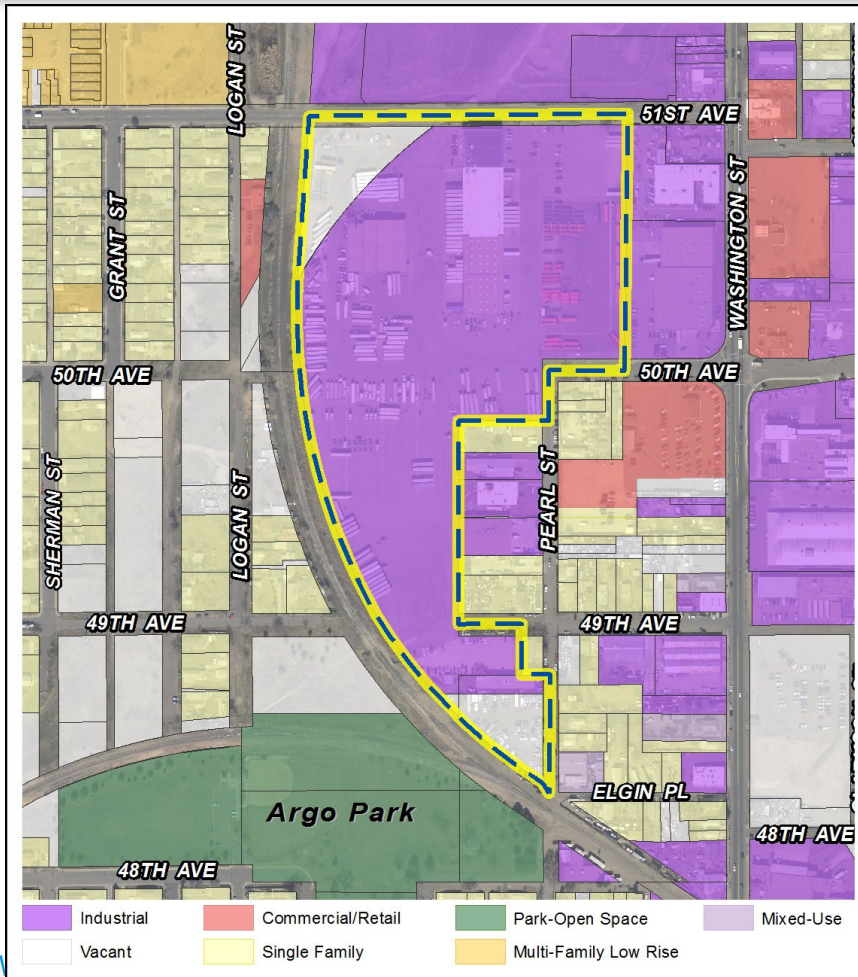 LOGAN ST
51ST AVE
GRANT ST
WASHINGTON ST
50TH AVE
50TH AVE
SHERMAN ST
LOGAN ST
PEARL ST
49TH AVE
49TH AVE
Argo Park
ELGIN PL
48TH AVE
48TH AVE
Industrial
Commercial/Retail
Park-Open Space
Mixed-Use
Vacant
Single Family
Multi-Family Low Rise